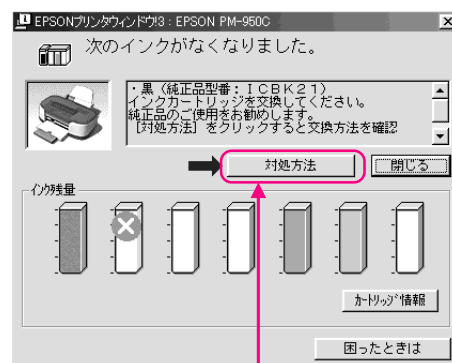 ESPONプリンタウィンドウ!3 : EPSON PM-950C
次のインクがなくなりました。
・黒（純正品型番：ＩＣＢＫ２１）
インクカートリッジを交換してください。
純正品のご使用をお勧めします。
［対処方法］をクリックすると交換方法を確認
対処方法
閉じる
インク残量
カートリッジ情報
困ったときは